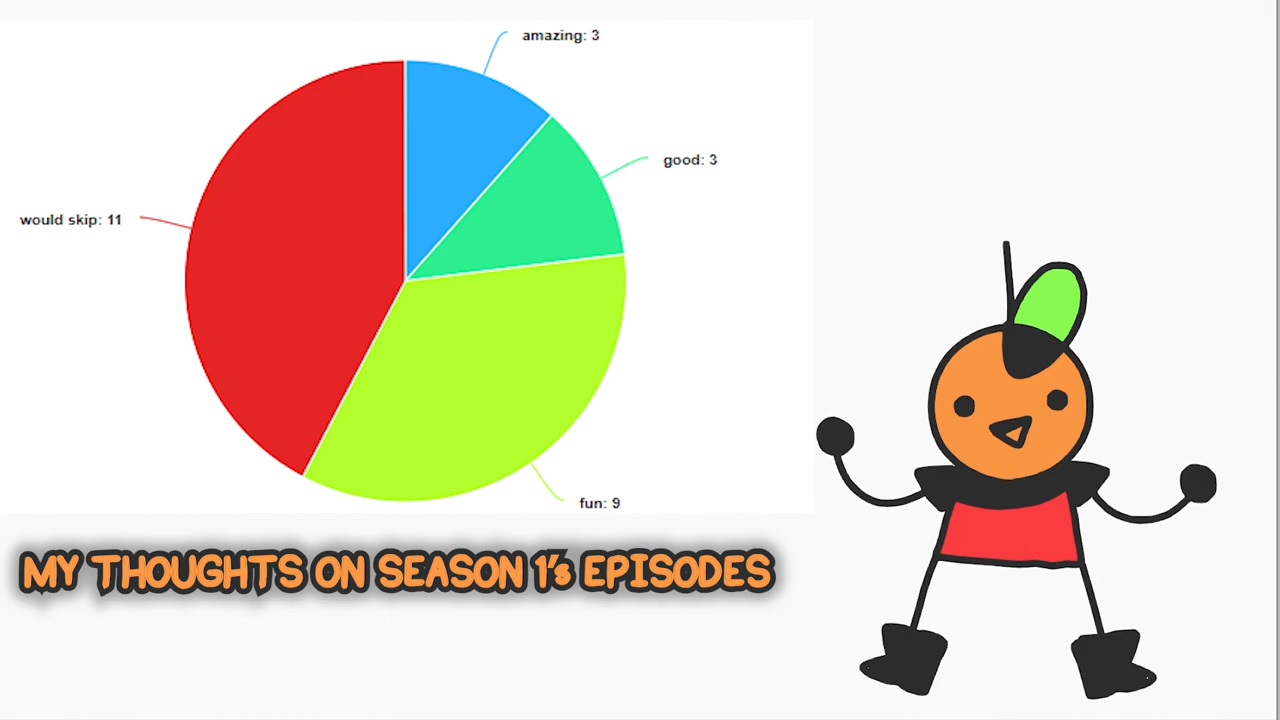 amazing: 3
good: 3
would skip: 11
fun: 9
MY THOUGHTS ON SEASON 1's EPISODES